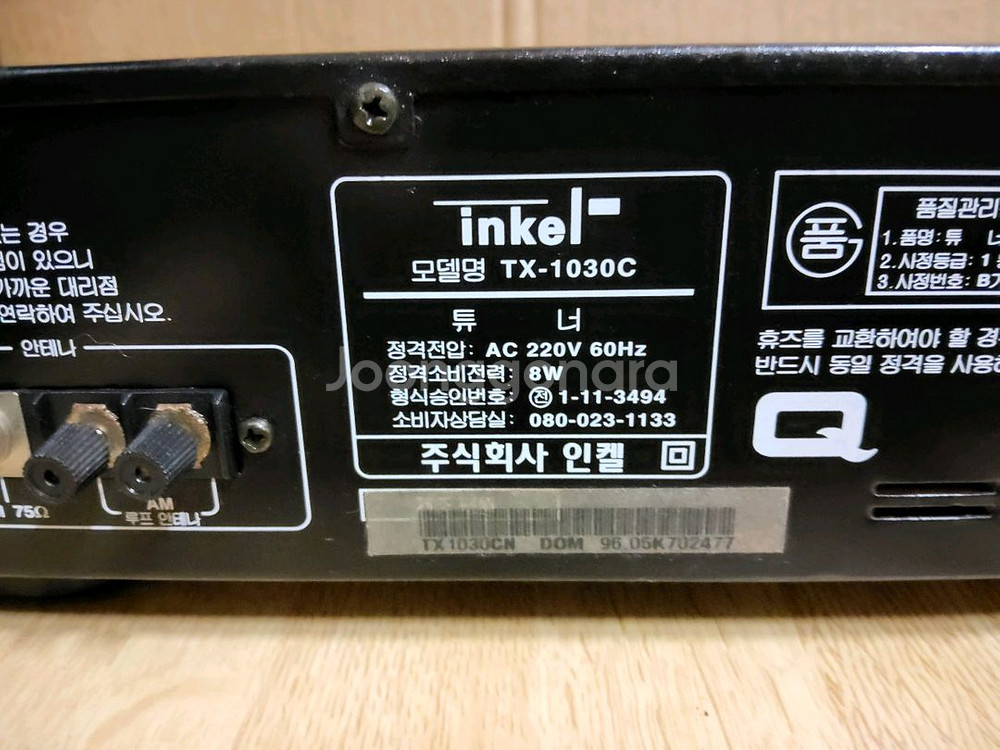 는 경우
이 있으니
까운 대리점
연락하여 주십시오.
안테나
75Ω
AM
루프 안테나
inkel
모델명 TX-1030C
튜 너
정격전압: AC 220V 60Hz
정격소비전력: 8W
형식승인번호: 전 1-11-3494
소비자상담실: 080-023-1133
주식회사 인켈
TX1030CN DOM 96.05K702477
품
품질관리
1.품명: 튜 너
2.사정등급: 1
3.사정번호: B7
휴즈를 교환하여야 할 경
반드시 동일 정격을 사용
Q
Joonggonara